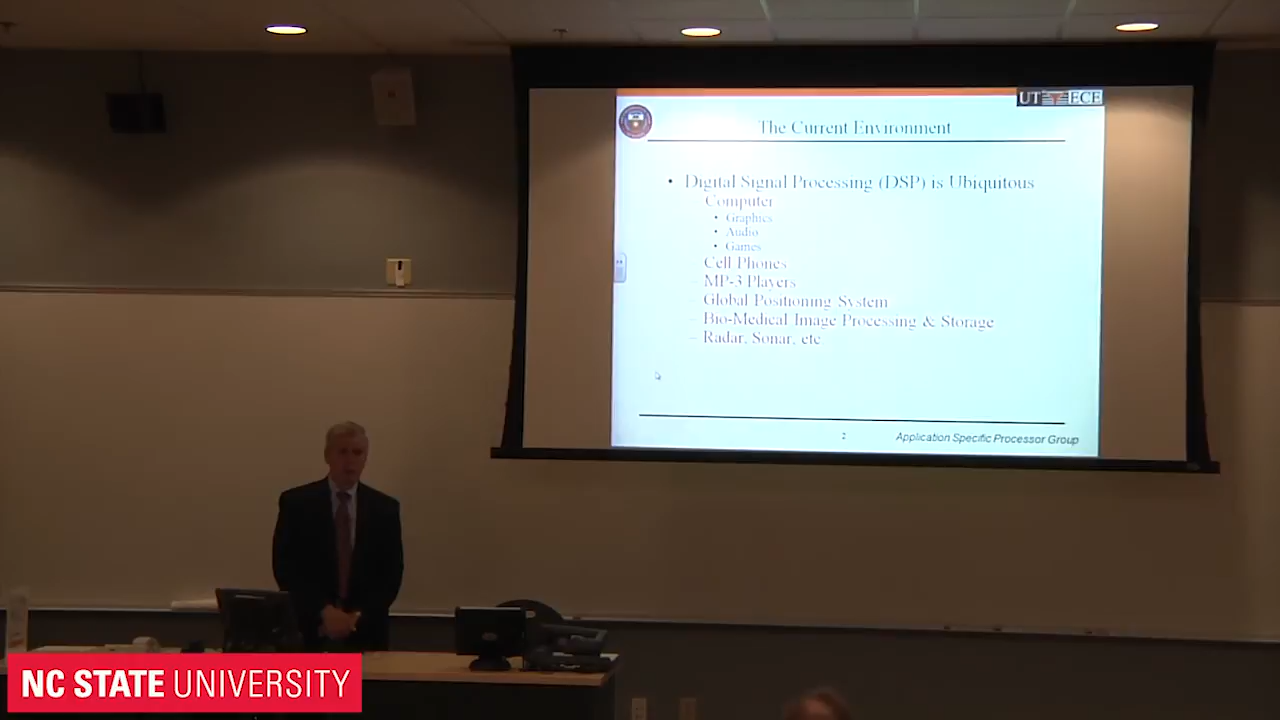 UT ECE
The Current Environment
• Digital Signal Processing (DSP) is Ubiquitous
Computer
• Graphics
• Audio
• Games
Cell Phones
– MP-3 Players
– Global Positioning System
– Bio-Medical Image Processing & Storage
– Radar, Sonar, etc
2
Application Specific Processor Group
NC STATE UNIVERSITY